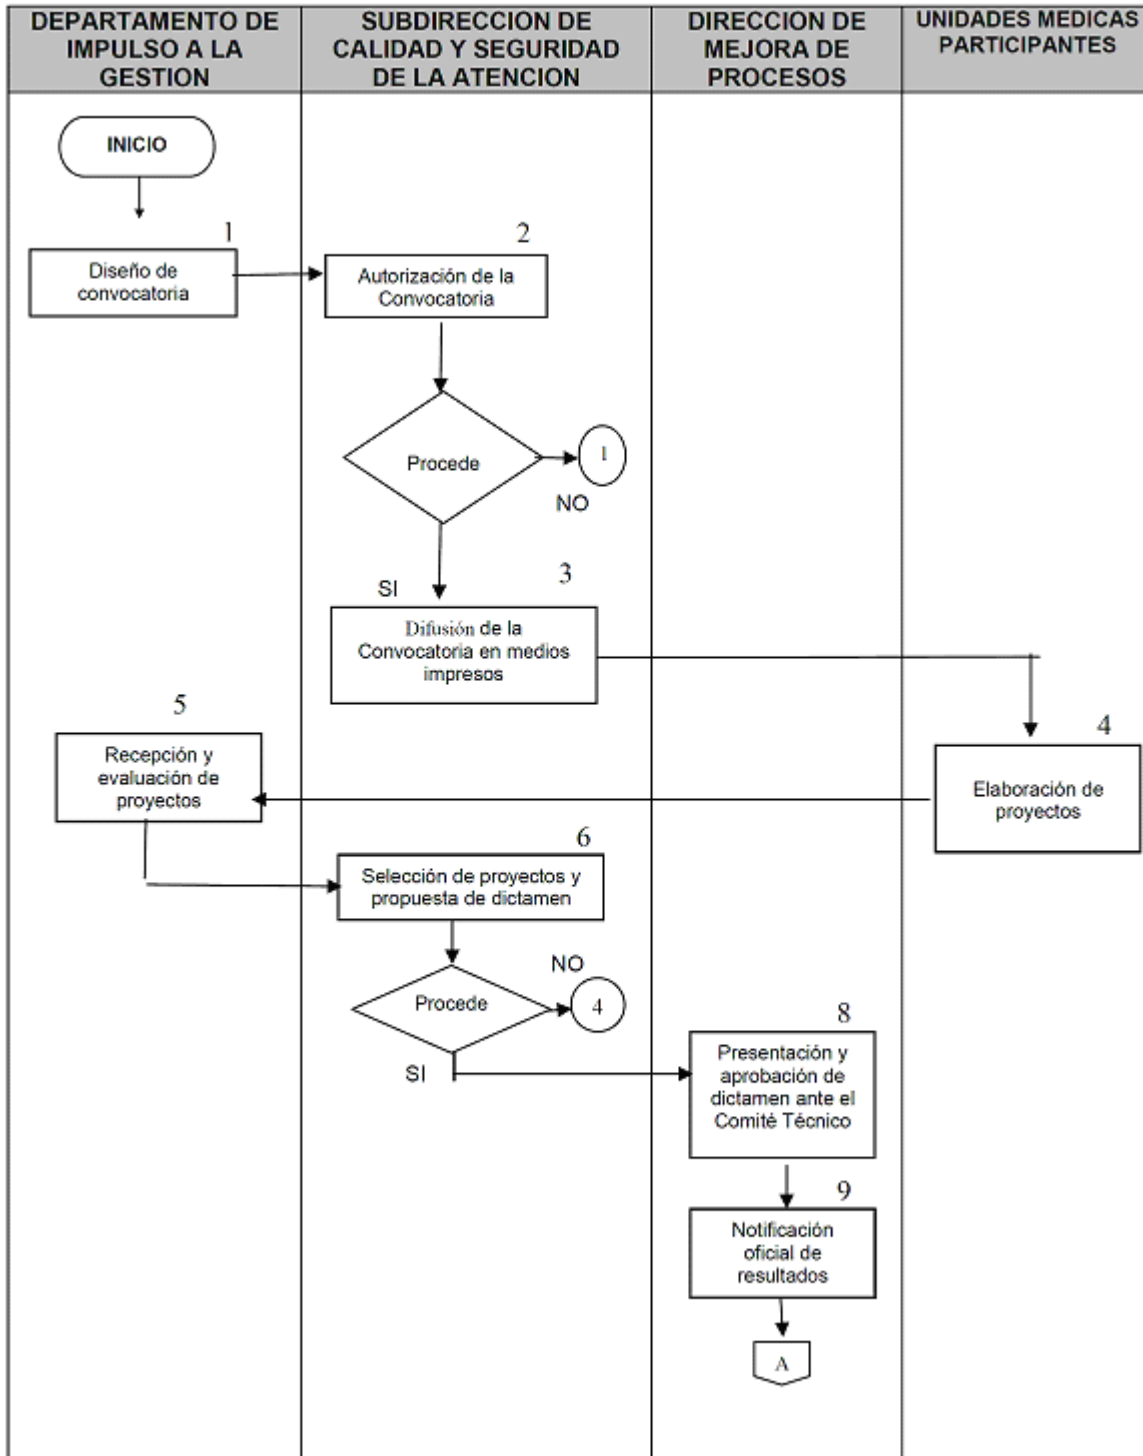 DEPARTAMENTO DE
IMPULSO A LA
GESTION
SUBDIRECCION DE
CALIDAD Y SEGURIDAD
DE LA ATENCION
DIRECCION DE
MEJORA DE
PROCESOS
UNIDADES MEDICAS
PARTICIPANTES
INICIO
1
Diseño de
convocatoria
2
Autorización de la
Convocatoria
Procede
1
NO
SI
3
Difusión de la
Convocatoria en medios
impresos
4
Elaboración de
proyectos
5
Recepción y
evaluación de
proyectos
6
Selección de proyectos y
propuesta de dictamen
Procede
NO
4
SI
8
Presentación y
aprobación de
dictamen ante el
Comité Técnico
9
Notificación
oficial de
resultados
A